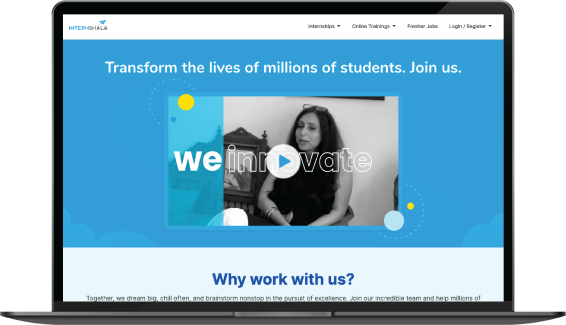 INTERNSHALA
Internships Online Trainings Fresher Jobs Login / Register
Transform the lives of millions of students. Join us.
we innovate
Why work with us?
Together, we dream big, chill often, and brainstorm nonstop in the pursuit of excellence. Join our incredible team and help millions of